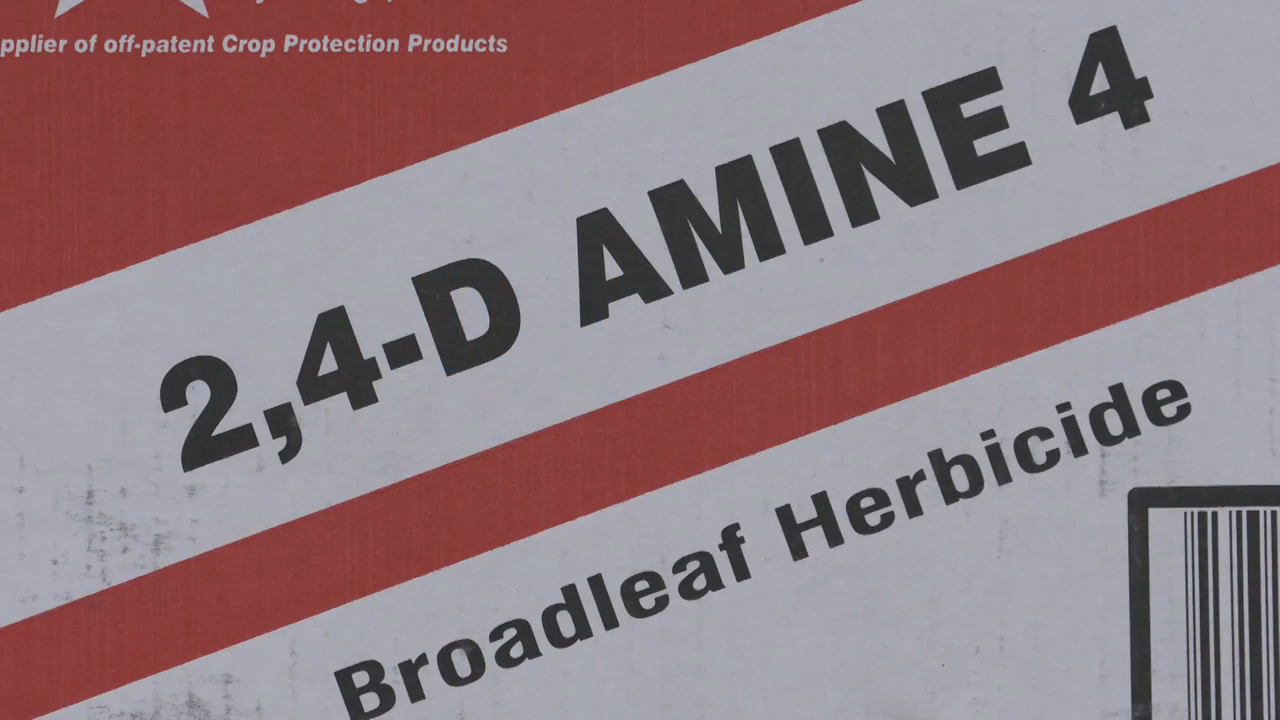 pplier of off-patent Crop Protection Products
2,4-D AMINE 4
Broadleaf Herbicide